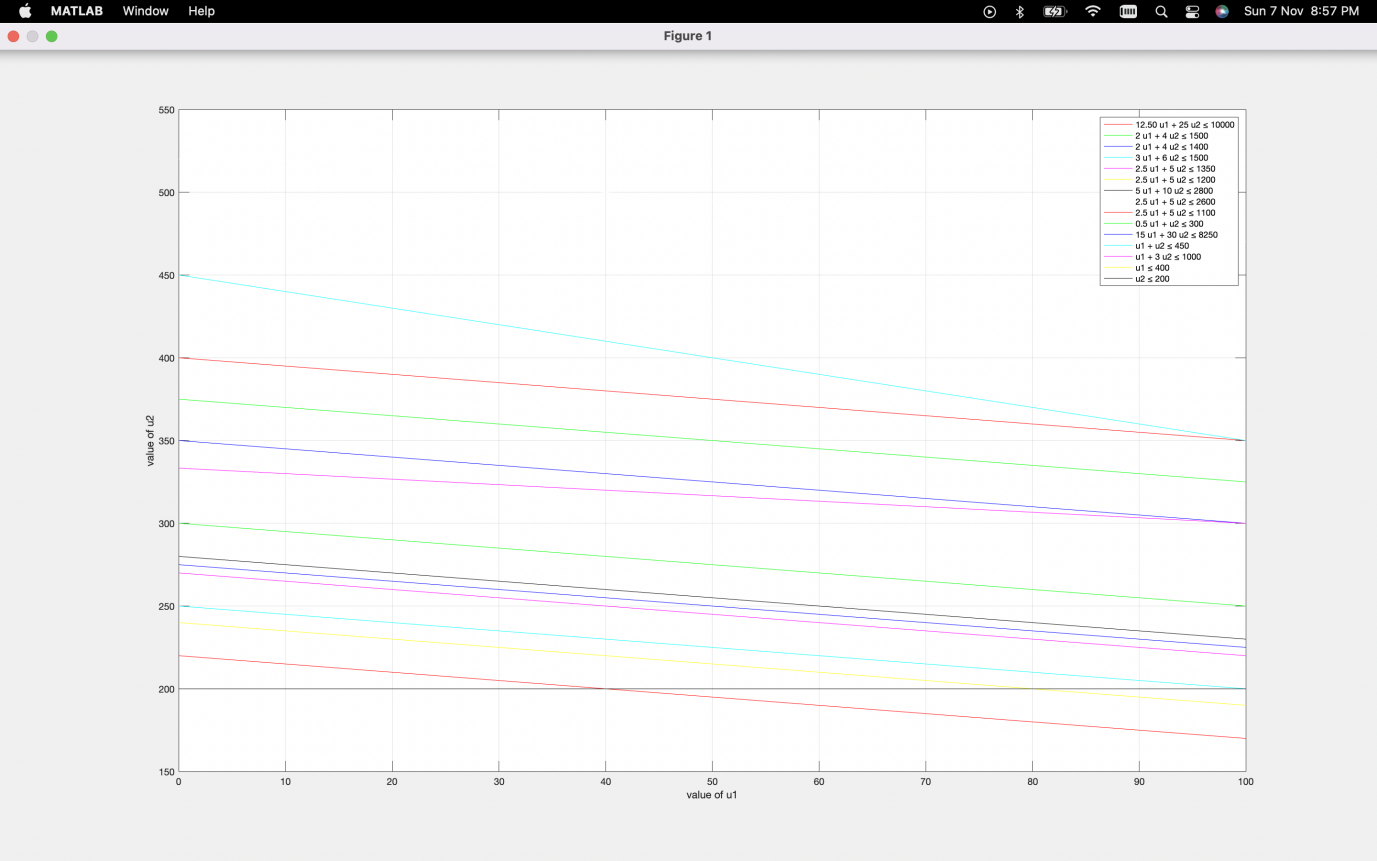 MATLAB Window Help Sun 7 Nov 8:57 PM
Figure 1
550
500
450
400
350
300
250
200
150
value of u2
0 10 20 30 40 50 60 70 80 90 100
value of u1
12.50 u1 + 25 u2 ≤ 10000
2 u1 + 4 u2 ≤ 1500
2 u1 + 4 u2 ≤ 1400
3 u1 + 6 u2 ≤ 1500
2.5 u1 + 5 u2 ≤ 1350
2.5 u1 + 5 u2 ≤ 1200
5 u1 + 10 u2 ≤ 2800
2.5 u1 + 5 u2 ≤ 2600
2.5 u1 + 5 u2 ≤ 1100
0.5 u1 + u2 ≤ 300
15 u1 + 30 u2 ≤ 8250
u1 + u2 ≤ 450
u1 + 3 u2 ≤ 1000
u1 ≤ 400
u2 ≤ 200